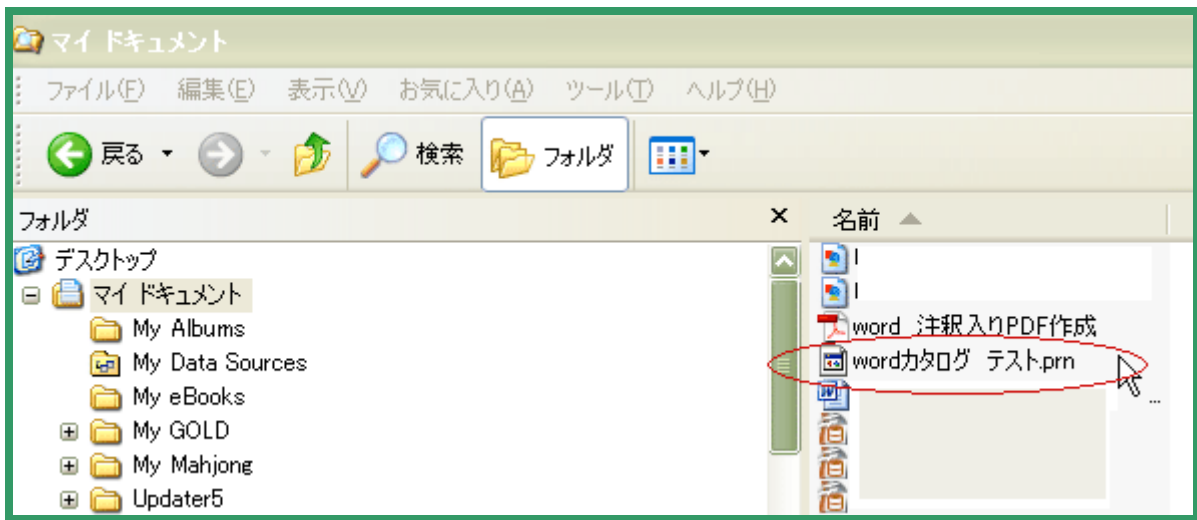 マイ ドキュメント
ファイル(F) 編集(E) 表示(V) お気に入り(A) ツール(T) ヘルプ(H)
戻る 検索 フォルダ
フォルダ × 名前
デスクトップ
マイ ドキュメント
My Albums
My Data Sources
My eBooks
My GOLD
My Mahjong
Updater5
word 注釈入りPDF作成
wordカタログ テスト.prn
...